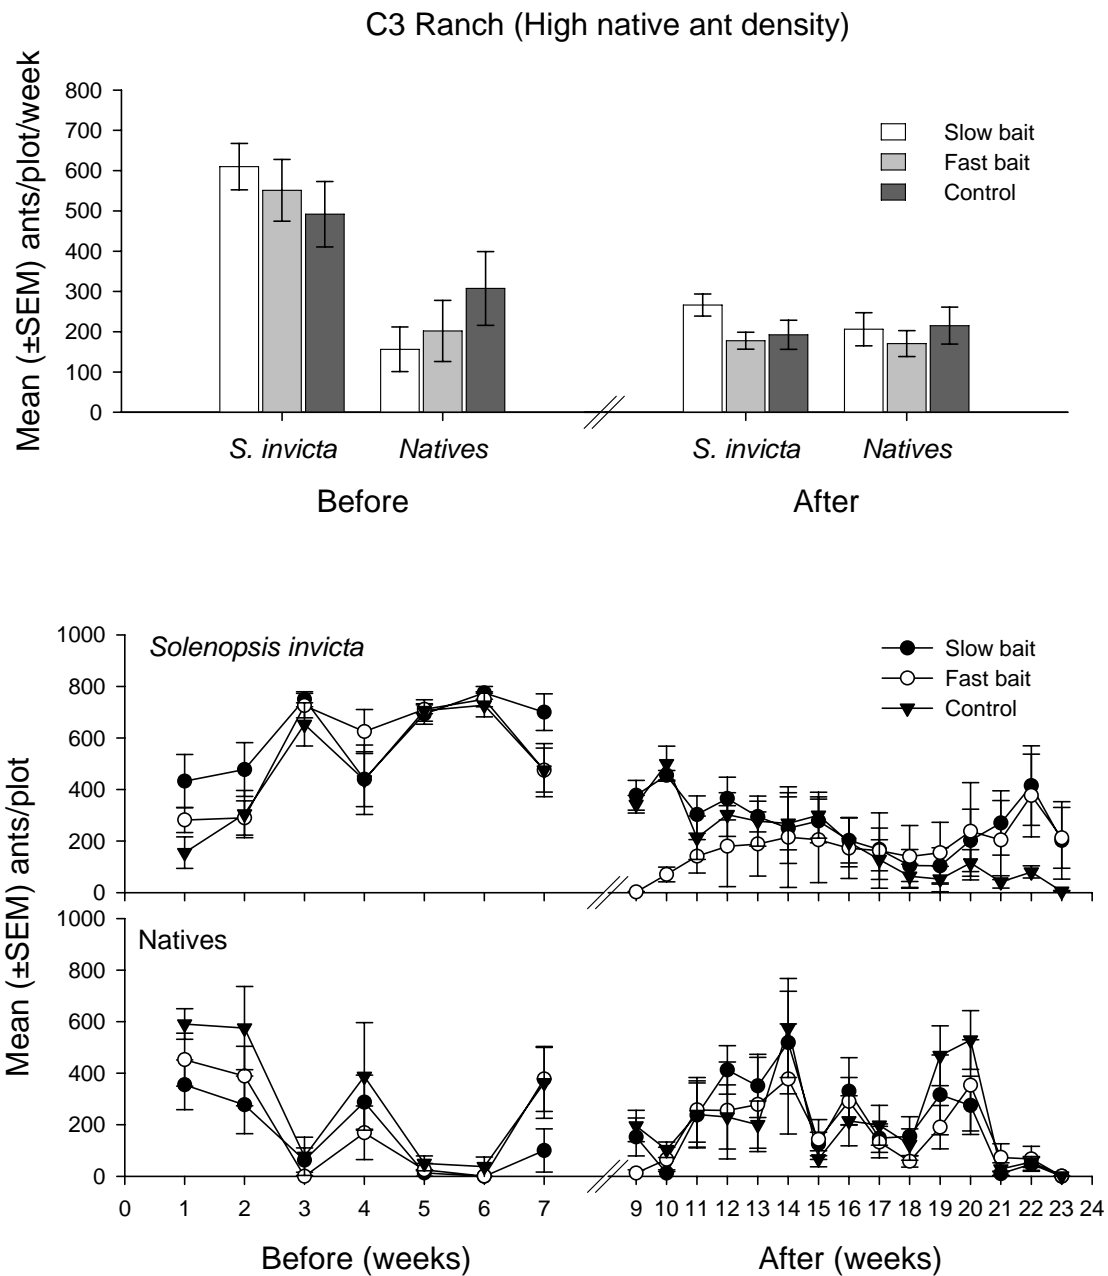 C3 Ranch (High native ant density)
Mean (±SEM) ants/plot/week
800
700
600
500
400
300
200
100
0
Slow bait
Fast bait
Control
S. invicta Natives S. invicta Natives
Before After
Mean (±SEM) ants/plot
1000
800
600
400
200
0
Solenopsis invicta
Slow bait
Fast bait
Control
1000
800
600
400
200
0
Natives
0 1 2 3 4 5 6 7 9 10 11 12 13 14 15 16 17 18 19 20 21 22 23 24
Before (weeks) After (weeks)